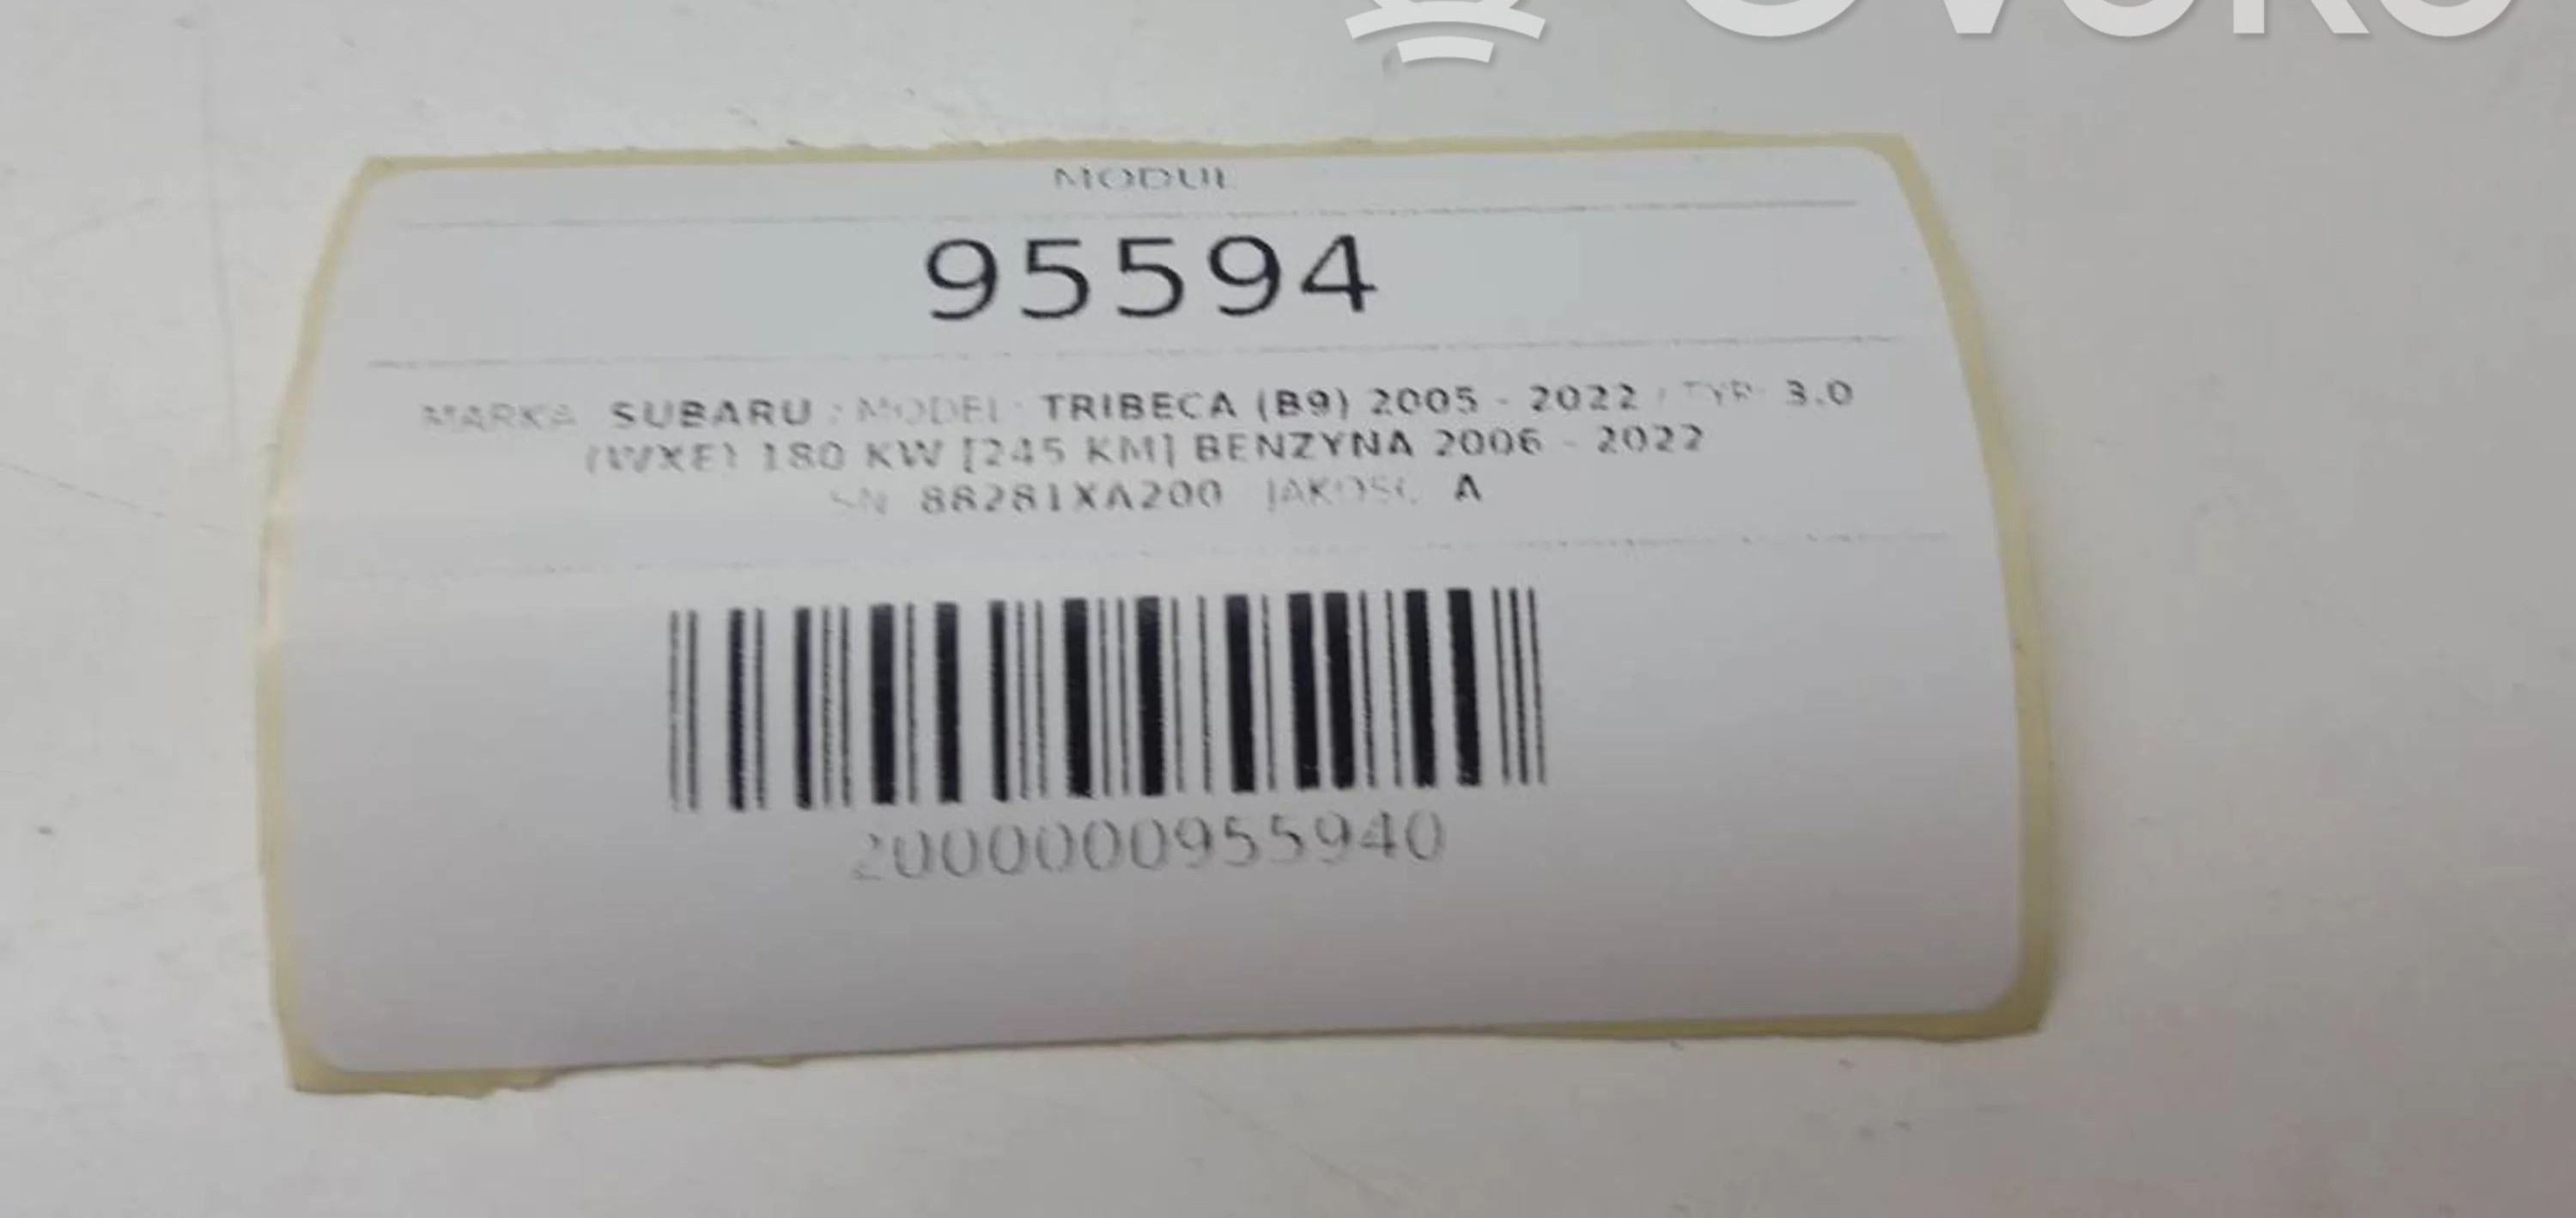 MODUŁ
95594
MARKA: SUBARU / MODEL: TRIBECA (B9) 2005 - 2022 / TYP: 3.0
(WXE) 180 KW [245 KM] BENZYNA 2006 - 2022
SN: 88281XA200 JAKOŚĆ: A
2000000955940